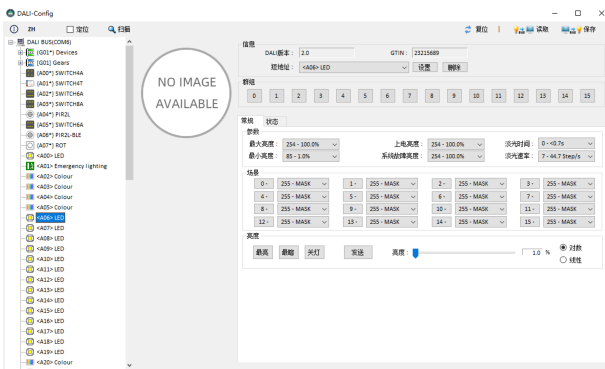 DALI-Config
ZH 定位 扫描 复位 读取 保存
DALI BUS(COM6)
(G01*) Devices
(G01) Gears
(A00*) SWITCH4A
(A01*) SWITCH4T
(A02*) SWITCH6A
(A03*) SWITCH8A
(A04*) PIR2L
(A05*) SWITCH6A
(A06*) PIR2L-BLE
(A07*) ROT
<A00> LED
<A01> Emergency lighting
<A02> Colour
<A03> Colour
<A04> Colour
<A05> Colour
<A06> LED
<A07> LED
<A08> LED
<A09> LED
<A10> LED
<A11> LED
<A12> LED
<A13> LED
<A14> LED
<A15> LED
<A16> LED
<A17> LED
<A18> LED
<A19> LED
<A20> Colour
NO IMAGE
AVAILABLE
信息
DALI版本: 2.0 GTIN: 23215689
短地址: <A06> LED 设置 删除
群组
0 1 2 3 4 5 6 7 8 9 10 11 12 13 14 15
常规 状态
参数
最大亮度: 254 - 100.0% 上电亮度: 254 - 100.0% 淡光时间: 0 - <0.7s
最小亮度: 85 - 1.0% 系统故障亮度: 254 - 100.0% 淡光速率: 7 - 44.7 Step/s
场景
0 - 255 - MASK 1 - 255 - MASK 2 - 255 - MASK 3 - 255 - MASK
4 - 255 - MASK 5 - 255 - MASK 6 - 255 - MASK 7 - 255 - MASK
8 - 255 - MASK 9 - 255 - MASK 10 - 255 - MASK 11 - 255 - MASK
12 - 255 - MASK 13 - 255 - MASK 14 - 255 - MASK 15 - 255 - MASK
亮度
最亮 最暗 关灯 发送 亮度: 1.0 % 对数
线性